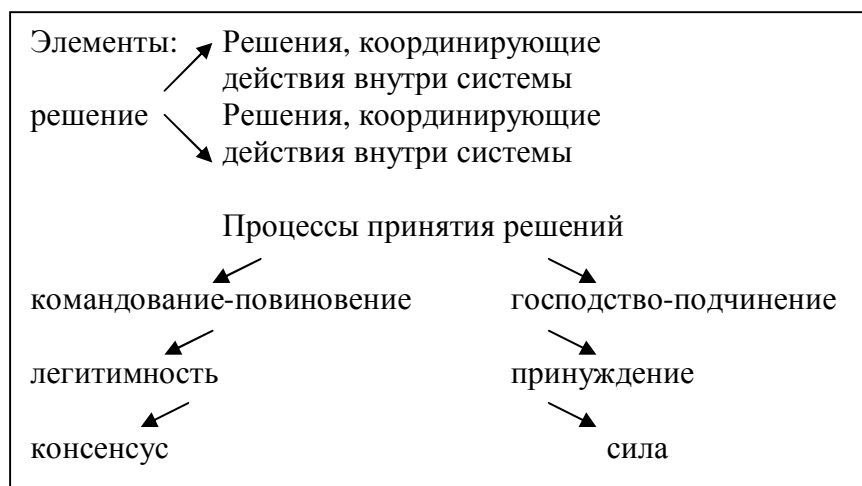 Элементы: Решения, координирующие
действия внутри системы
решение Решения, координирующие
действия внутри системы
Процессы принятия решений
командование-повиновение господство-подчинение
легитимность принуждение
консенсус сила